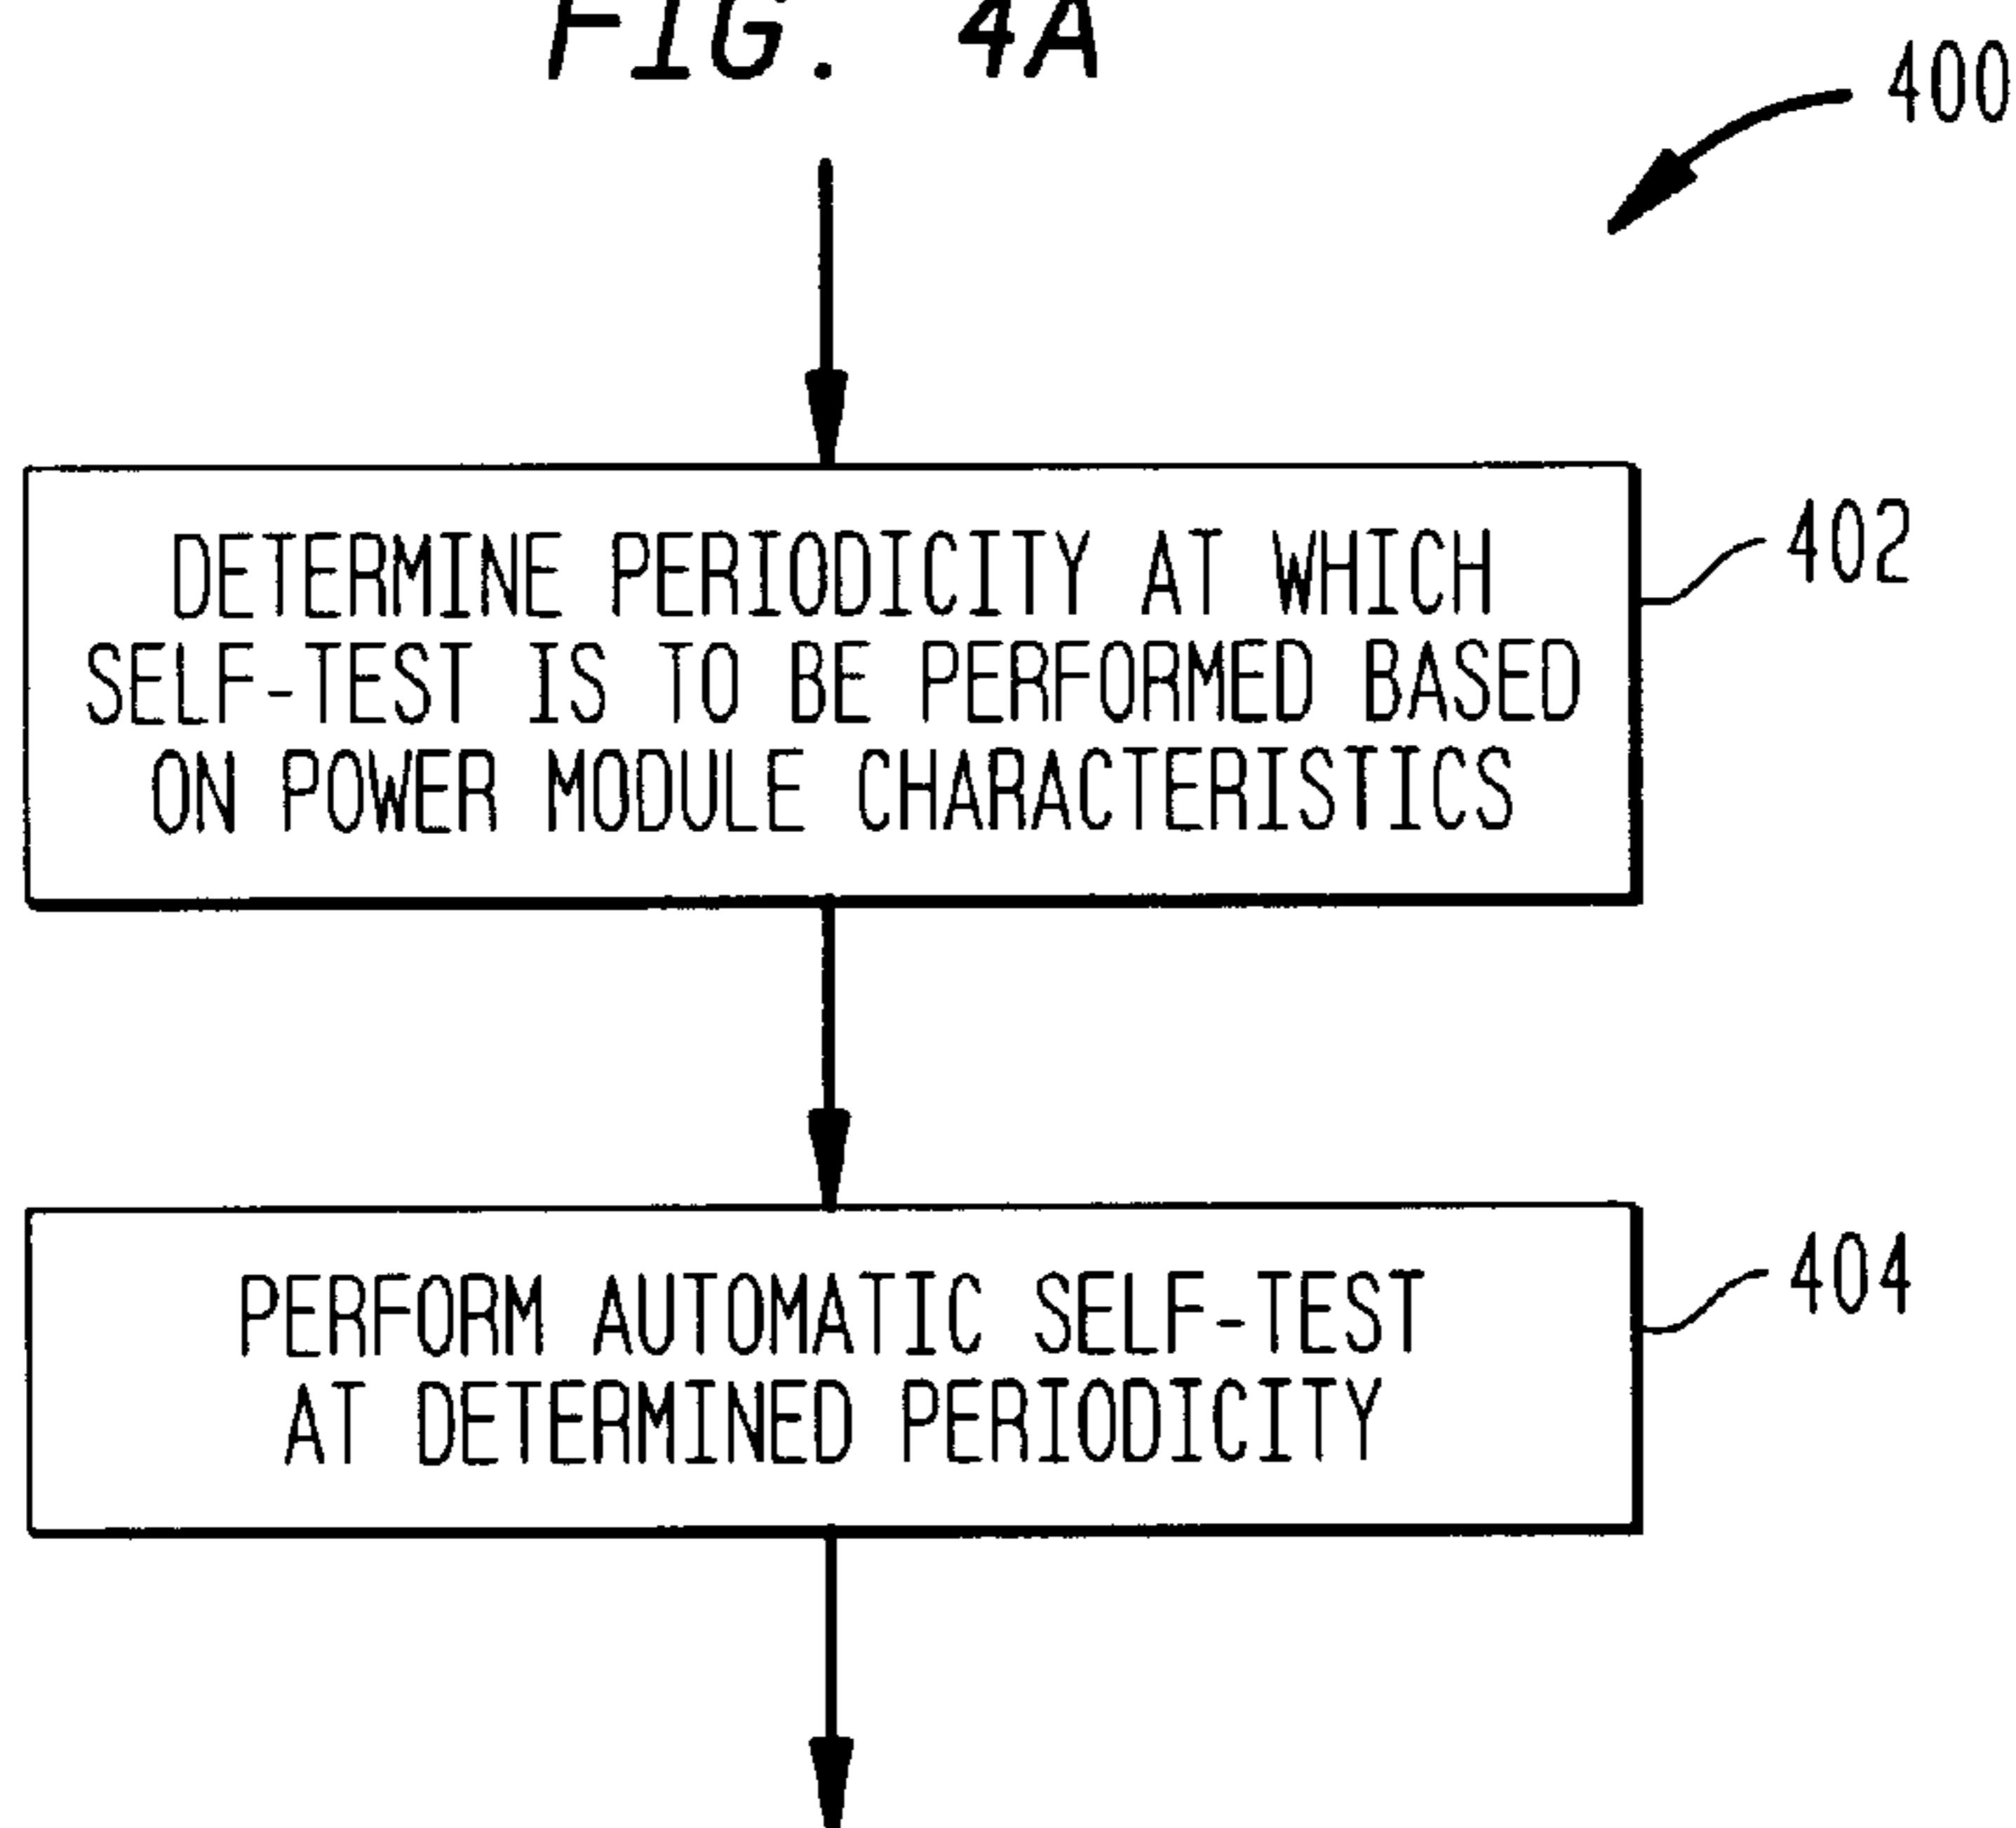 FIG. 4A
400
DETERMINE PERIODICITY AT WHICH
SELF-TEST IS TO BE PERFORMED BASED
ON POWER MODULE CHARACTERISTICS
402
PERFORM AUTOMATIC SELF-TEST
AT DETERMINED PERIODICITY
404